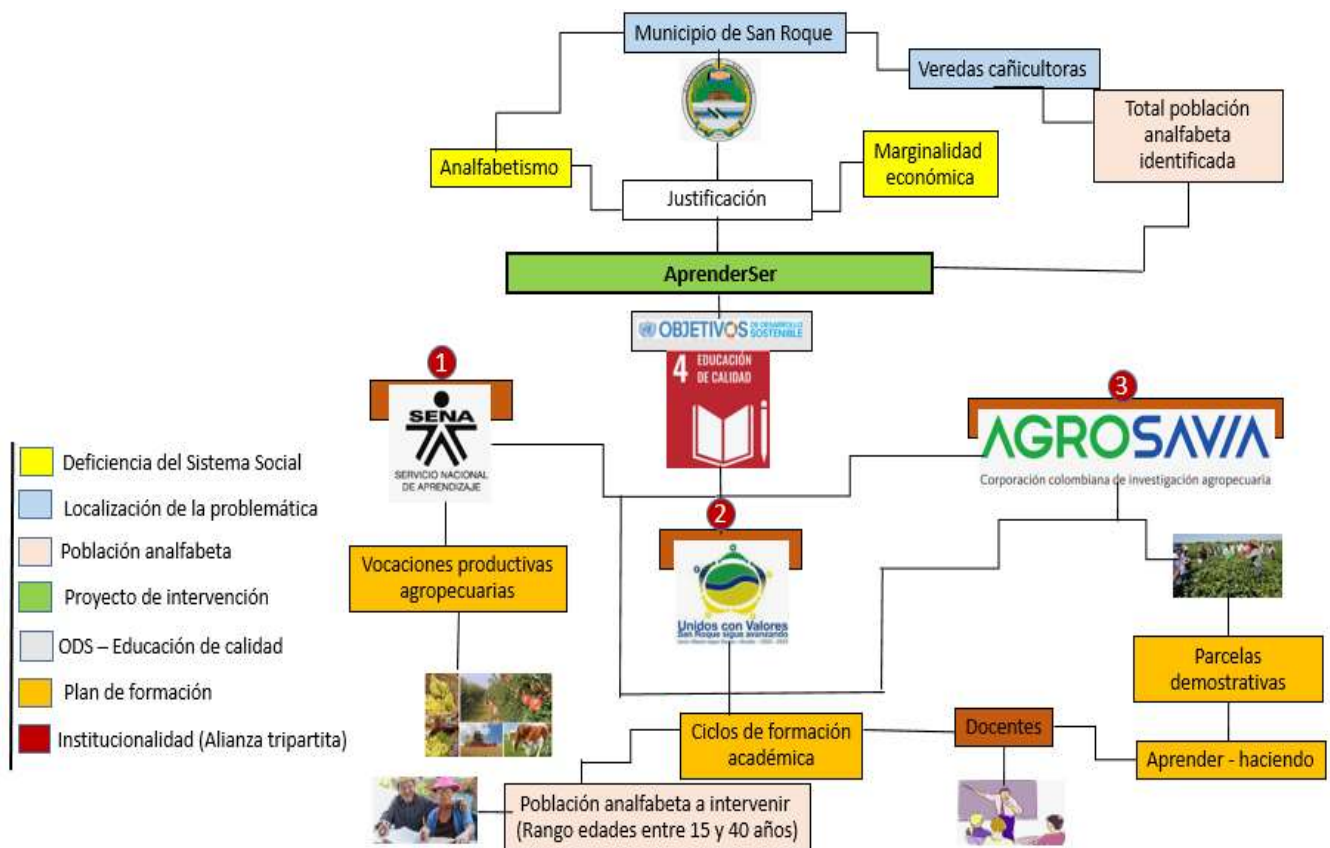 Municipio de San Roque
Veredas cañicultoras
Total población
analfabeta
identificada
Analfabetismo
Marginalidad
económica
Justificación
AprenderSer
OBJETIVOS DE DESARROLLO
SOSTENIBLE
4 EDUCACIÓN
DE CALIDAD
1
SENA
SERVICIO NACIONAL
DE APRENDIZAJE
3
AGROSAVIA
Corporación colombiana de investigación agropecuaria
2
Unidos con Valores
San Roque sigue avanzando
Vocaciones productivas
agropecuarias
Parcelas
demostrativas
Ciclos de formación
académica
Docentes
Aprender - haciendo
Población analfabeta a intervenir
(Rango edades entre 15 y 40 años)
Deficiencia del Sistema Social
Localización de la problemática
Población analfabeta
Proyecto de intervención
ODS – Educación de calidad
Plan de formación
Institucionalidad (Alianza tripartita)